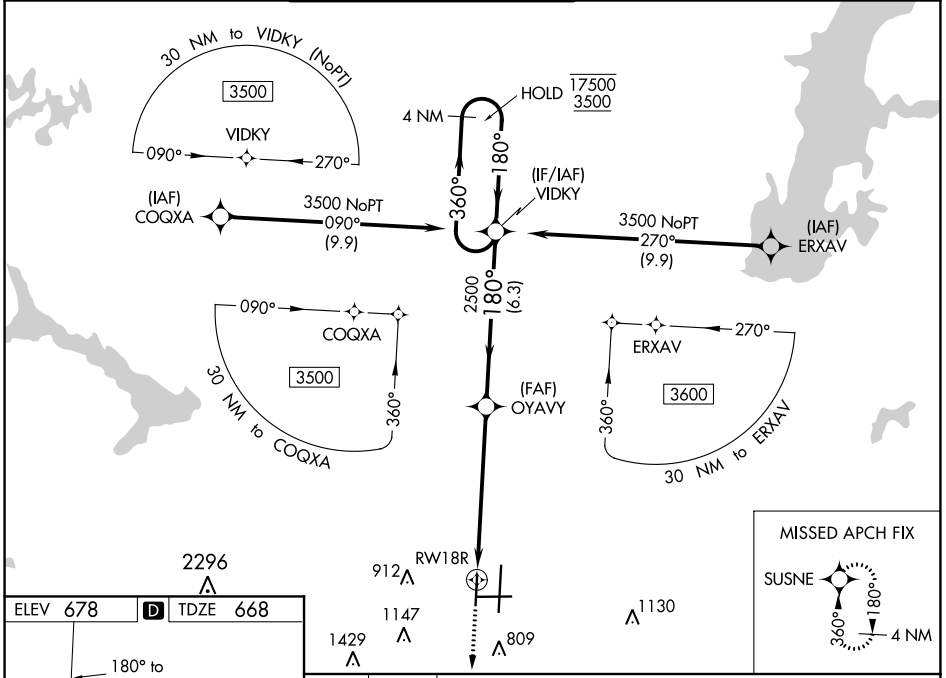 30 NM to VIDKY (NoPT)
3500
VIDKY
090°
270°
HOLD
17500
3500
4 NM
360°
180°
(IF/IAF)
VIDKY
(IAF)
COQXA
3500 NoPT
090°
(9.9)
3500 NoPT
270°
(9.9)
(IAF)
ERXAV
2500
180°
(6.3)
090°
COQXA
3500
360°
30 NM to COQXA
270°
ERXAV
3600
360°
30 NM to ERXAV
(FAF)
OYAVY
MISSED APCH FIX
SUSNE
360°
180°
4 NM
RW18R
2296
912
1147
1429
809
1130
ELEV 678
D
TDZE 668
180° to